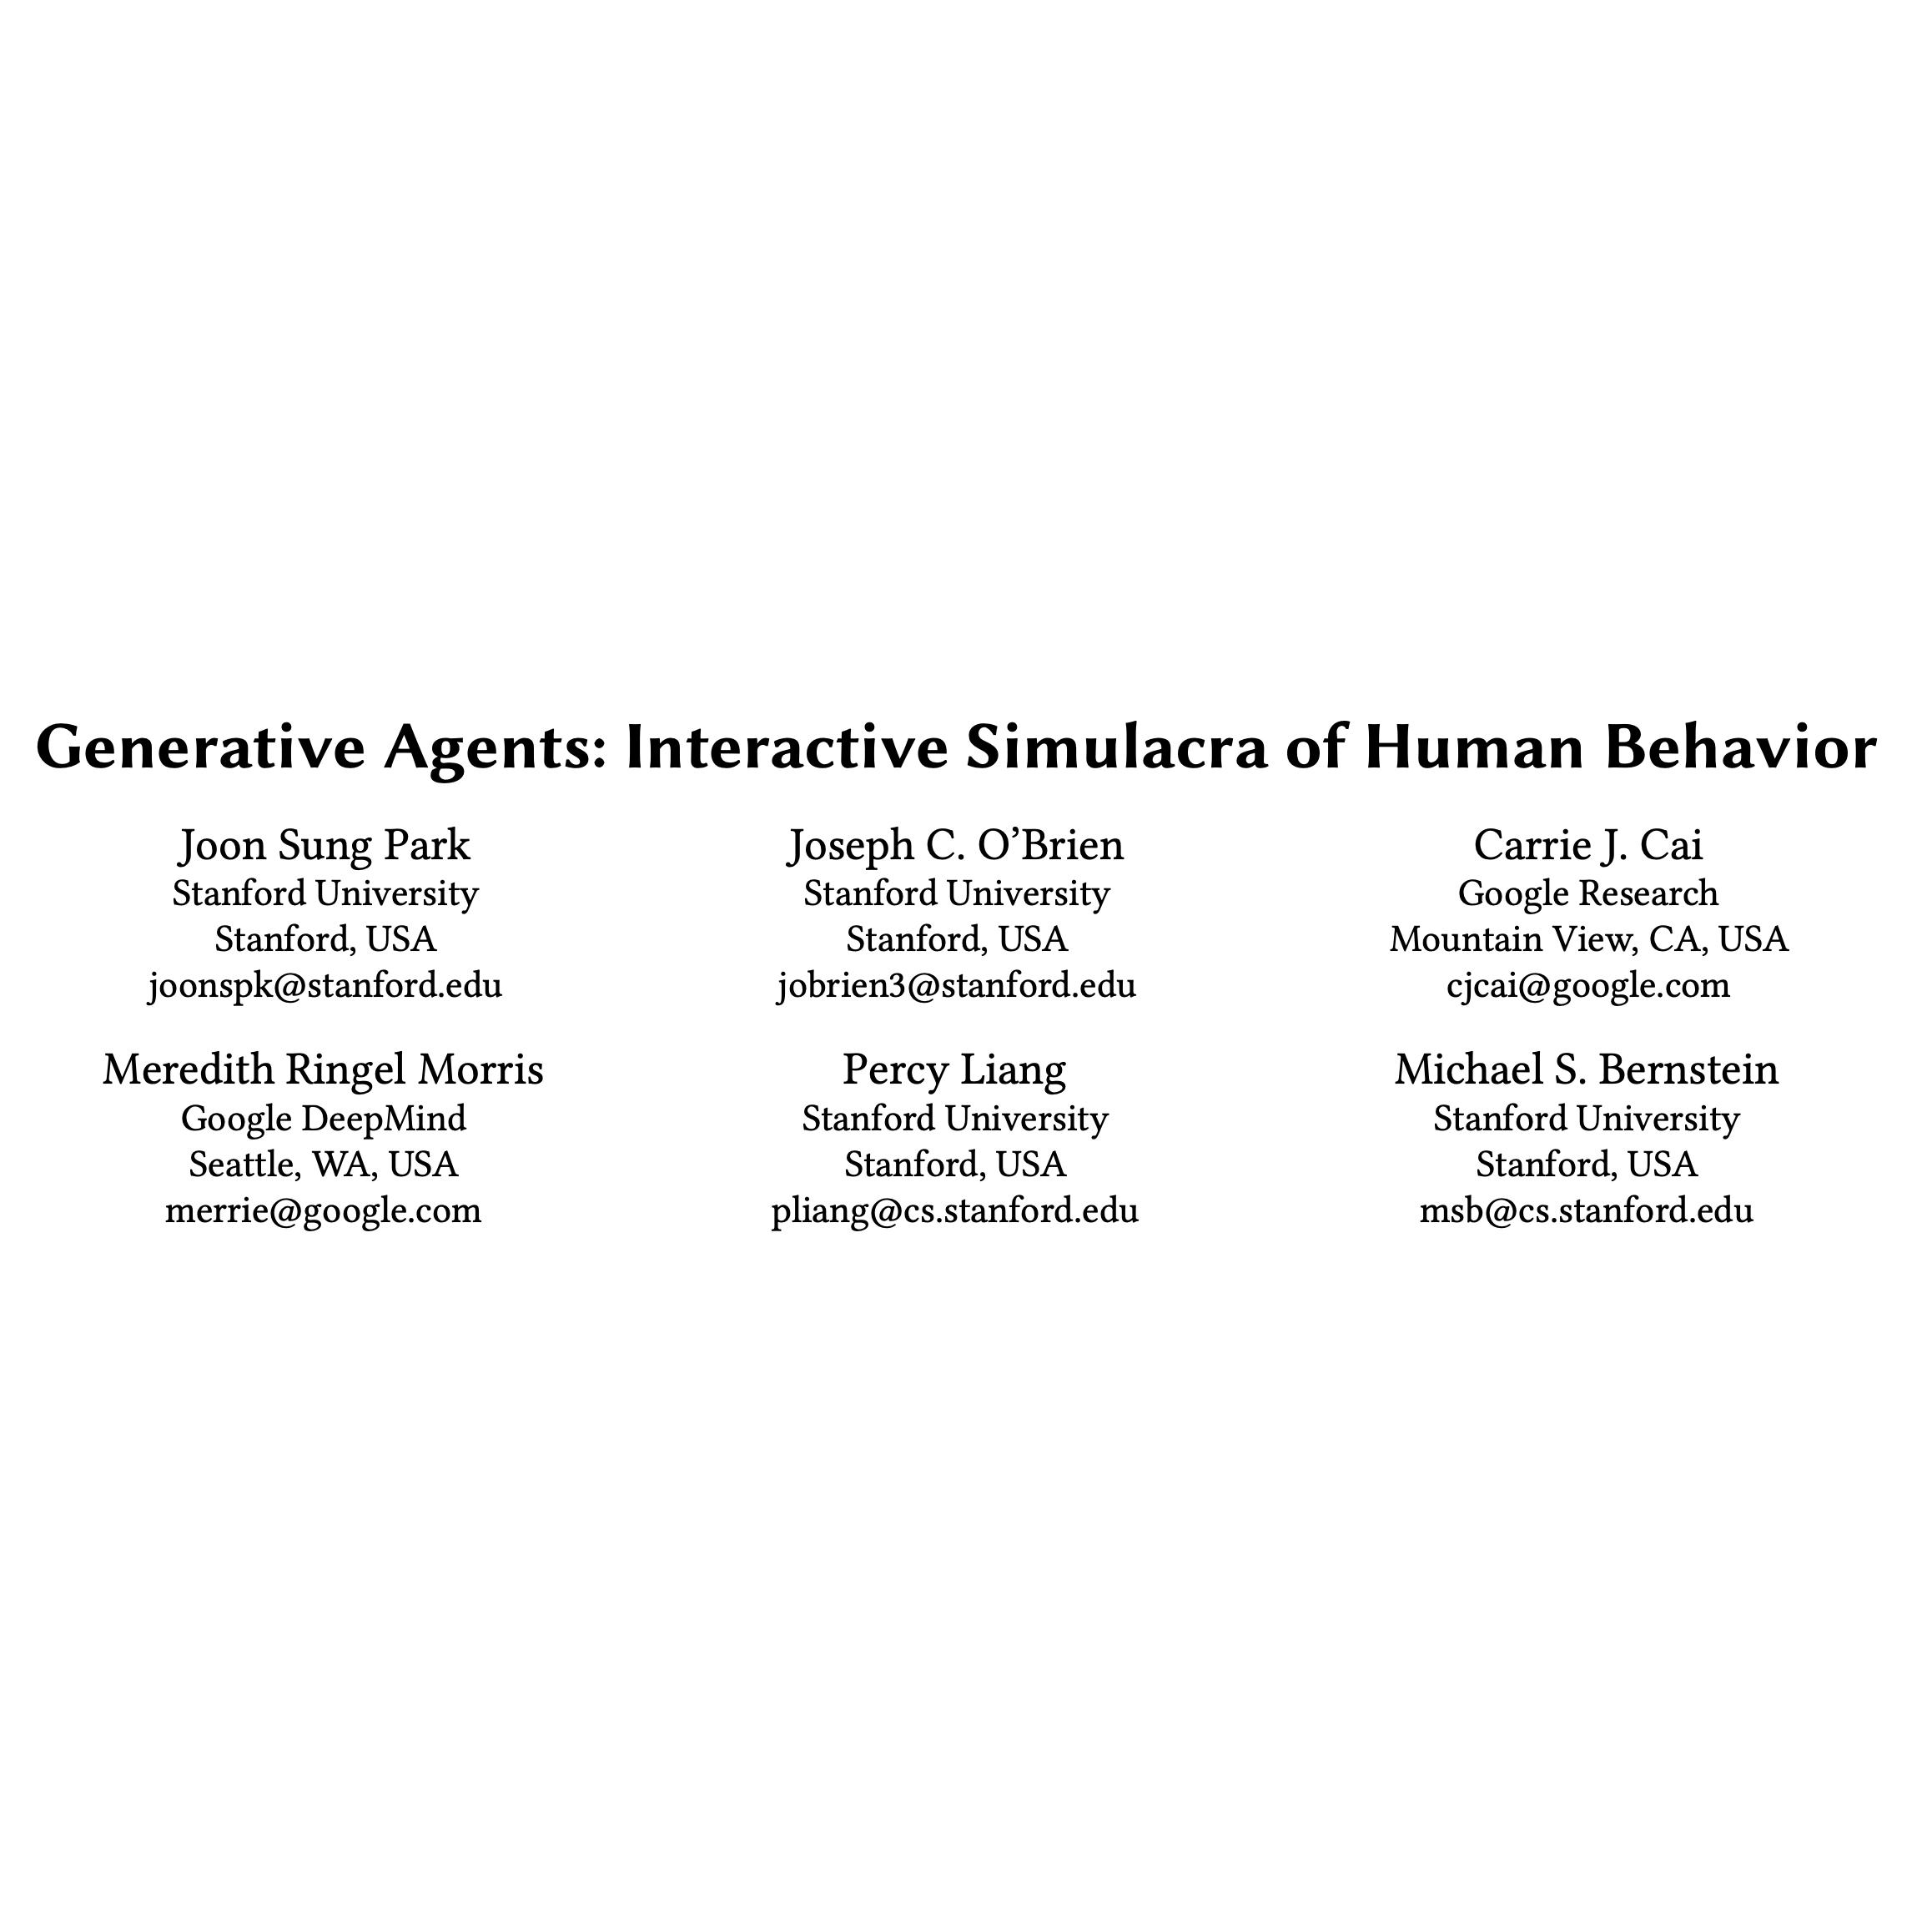 Generative Agents: Interactive Simulacra of Human Behavior
Joon Sung Park
Stanford University
Stanford, USA
joonspk@stanford.edu
Joseph C. O’Brien
Stanford University
Stanford, USA
jobrien3@stanford.edu
Carrie J. Cai
Google Research
Mountain View, CA, USA
cjcai@google.com
Meredith Ringel Morris
Google DeepMind
Seattle, WA, USA
merrie@google.com
Percy Liang
Stanford University
Stanford, USA
pliang@cs.stanford.edu
Michael S. Bernstein
Stanford University
Stanford, USA
msb@cs.stanford.edu